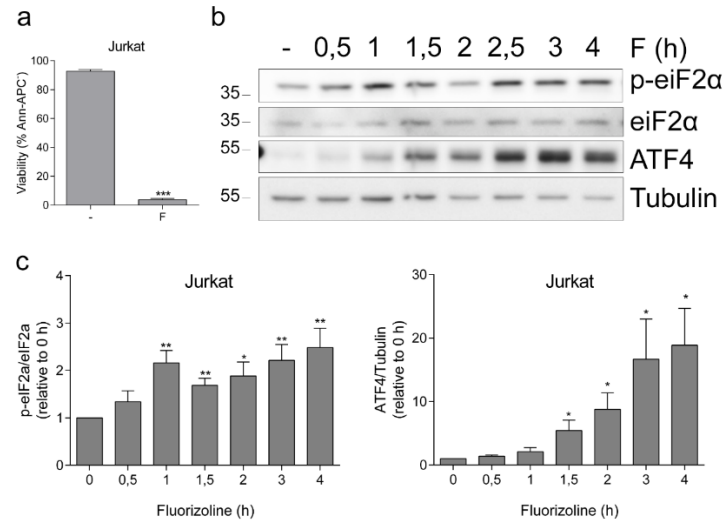 a
Jurkat
Viability (% Ann-APC⁻)
100
80
60
40
20
0
***
-
F
b
- 0,5 1 1,5 2 2,5 3 4 F (h)
35
p-eiF2α
35
eiF2α
55
ATF4
55
Tubulin
c
Jurkat
p-eIF2a/eIF2a
(relative to 0 h)
4
3
2
1
0
** ** * ** **
0 0,5 1 1,5 2 3 4
Fluorizoline (h)
Jurkat
ATF4/Tubulin
(relative to 0 h)
30
20
10
0
* * * *
0 0,5 1 1,5 2 3 4
Fluorizoline (h)